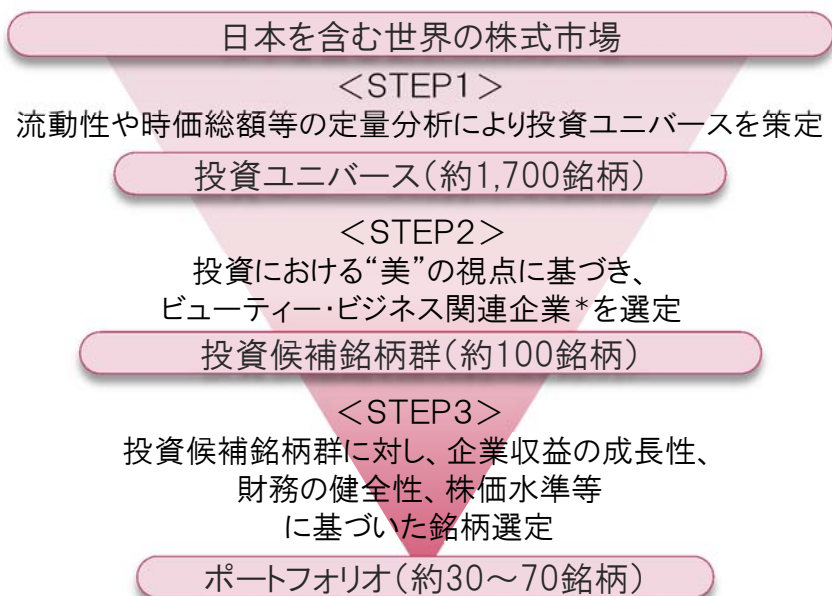 日本を含む世界の株式市場
＜STEP1＞
流動性や時価総額等の定量分析により投資ユニバースを策定
投資ユニバース（約1,700銘柄）
＜STEP2＞
投資における“美”の視点に基づき、
ビューティー・ビジネス関連企業*を選定
投資候補銘柄群（約100銘柄）
＜STEP3＞
投資候補銘柄群に対し、企業収益の成長性、
財務の健全性、株価水準等
に基づいた銘柄選定
ポートフォリオ（約30～70銘柄）